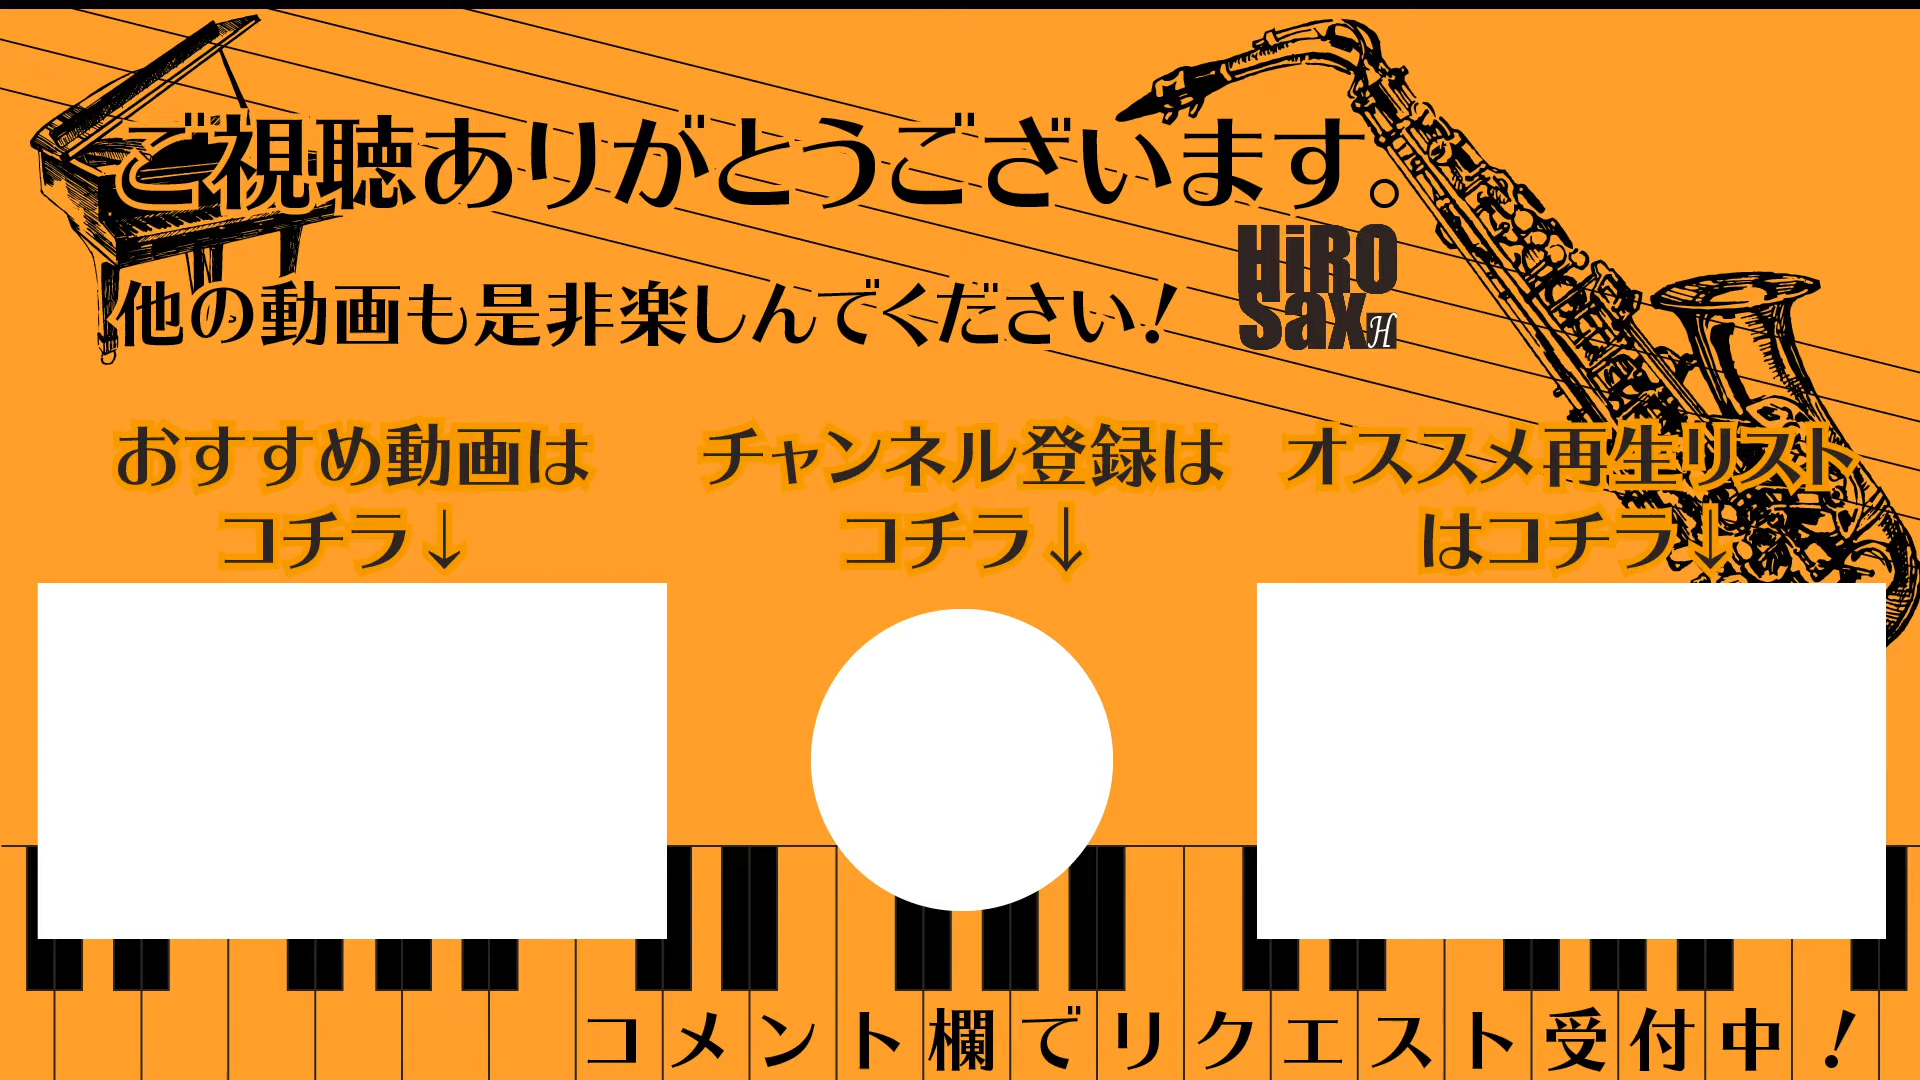 ご視聴ありがとうございます。
他の動画も是非楽しんでください！
HiRO
Sax H
おすすめ動画は
コチラ↓
チャンネル登録は
コチラ↓
オススメ再生リスト
はコチラ↓
コメント欄でリクエスト受付中！